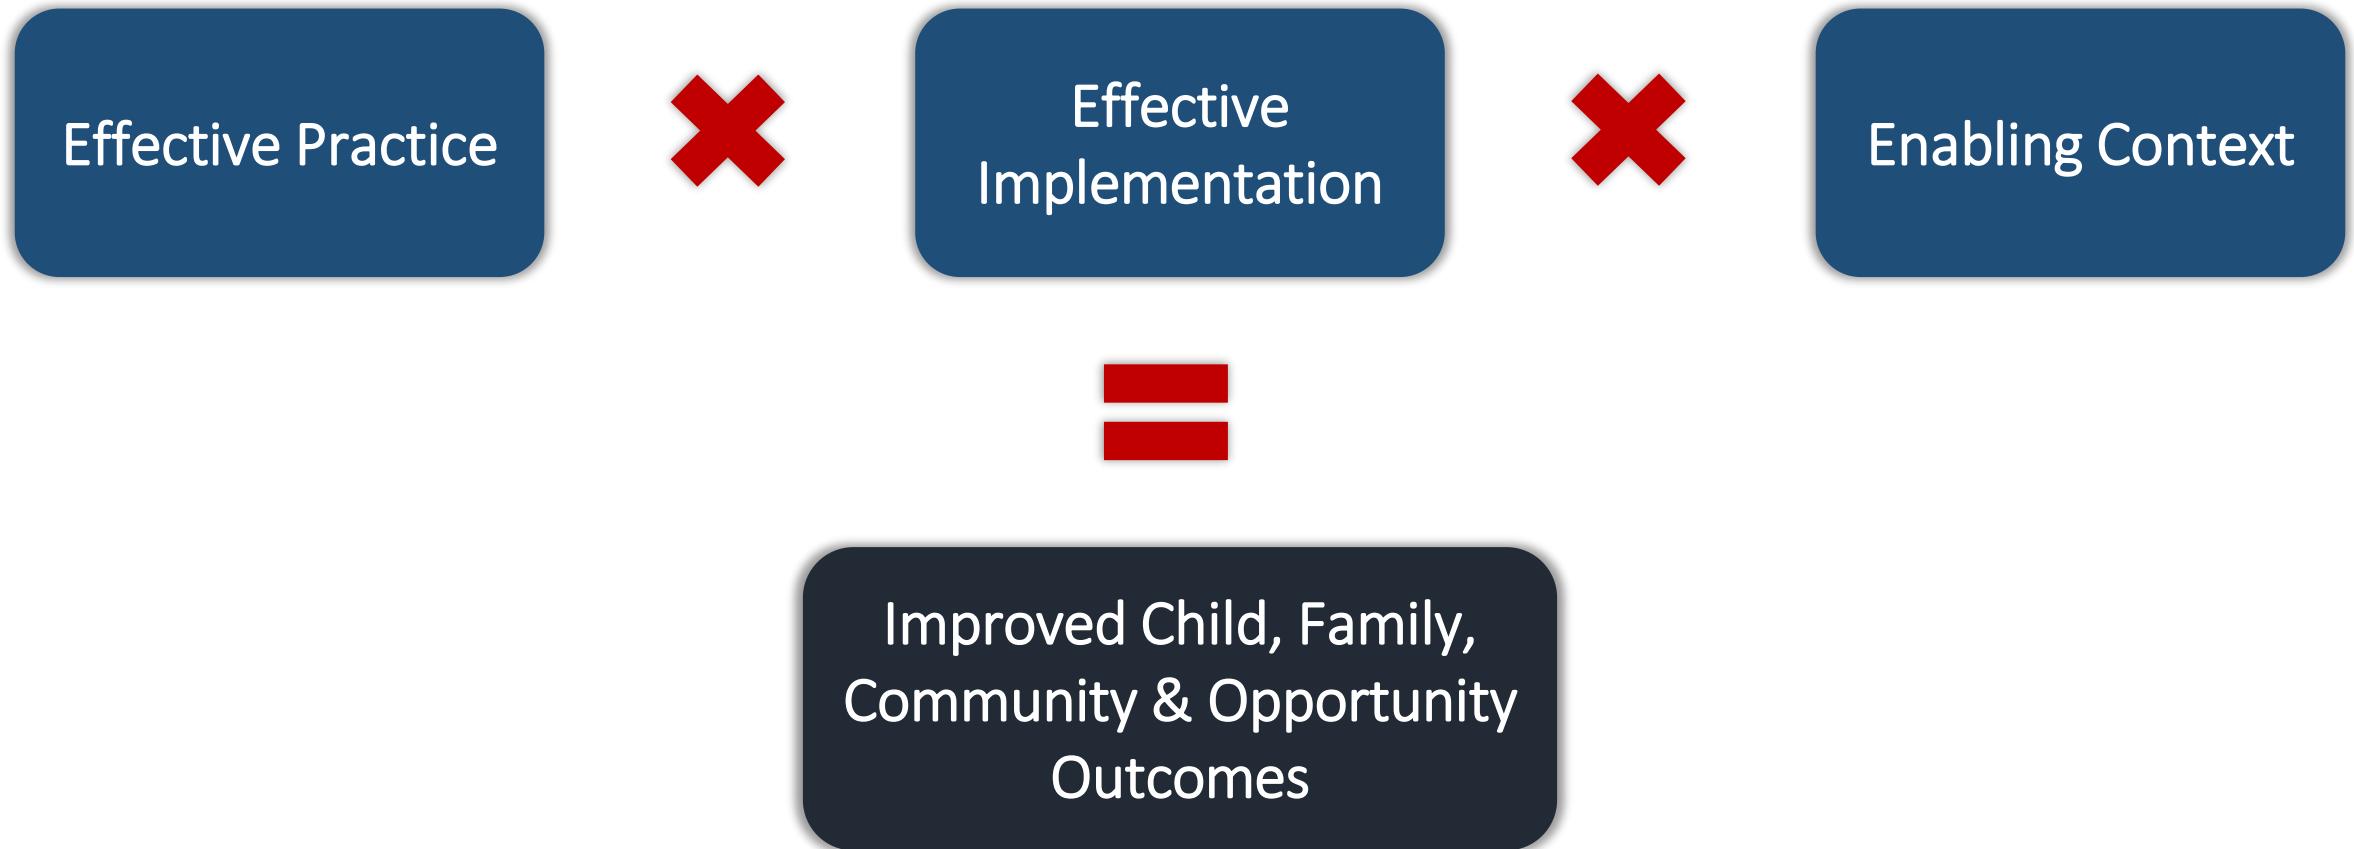 Effective Practice
Effective
Implementation
Enabling Context
Improved Child, Family,
Community & Opportunity
Outcomes